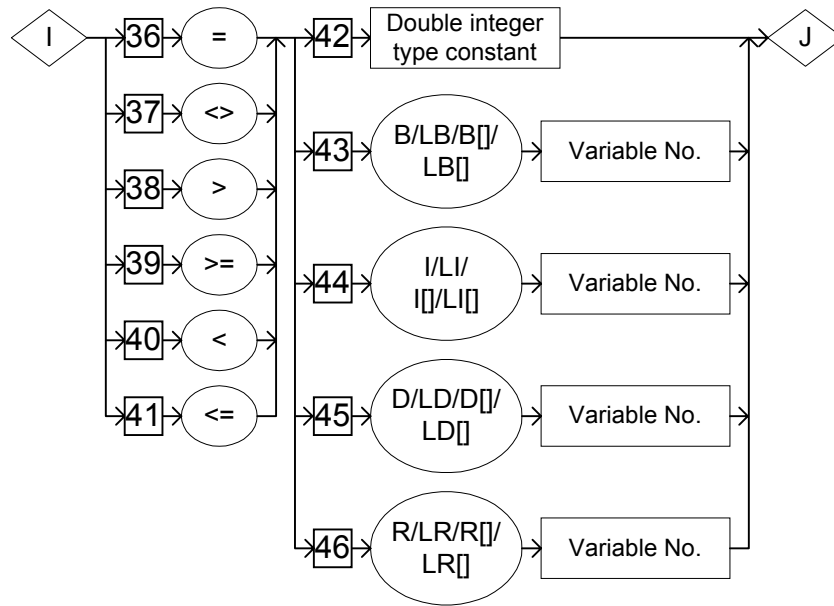 I
36
=
42
Double integer
type constant
J
37
<>
43
B/LB/B[]/
LB[]
Variable No.
38
>
39
>=
44
I/LI/
I[]/LI[]
Variable No.
40
<
41
<=
45
D/LD/D[]/
LD[]
Variable No.
46
R/LR/R[]/
LR[]
Variable No.